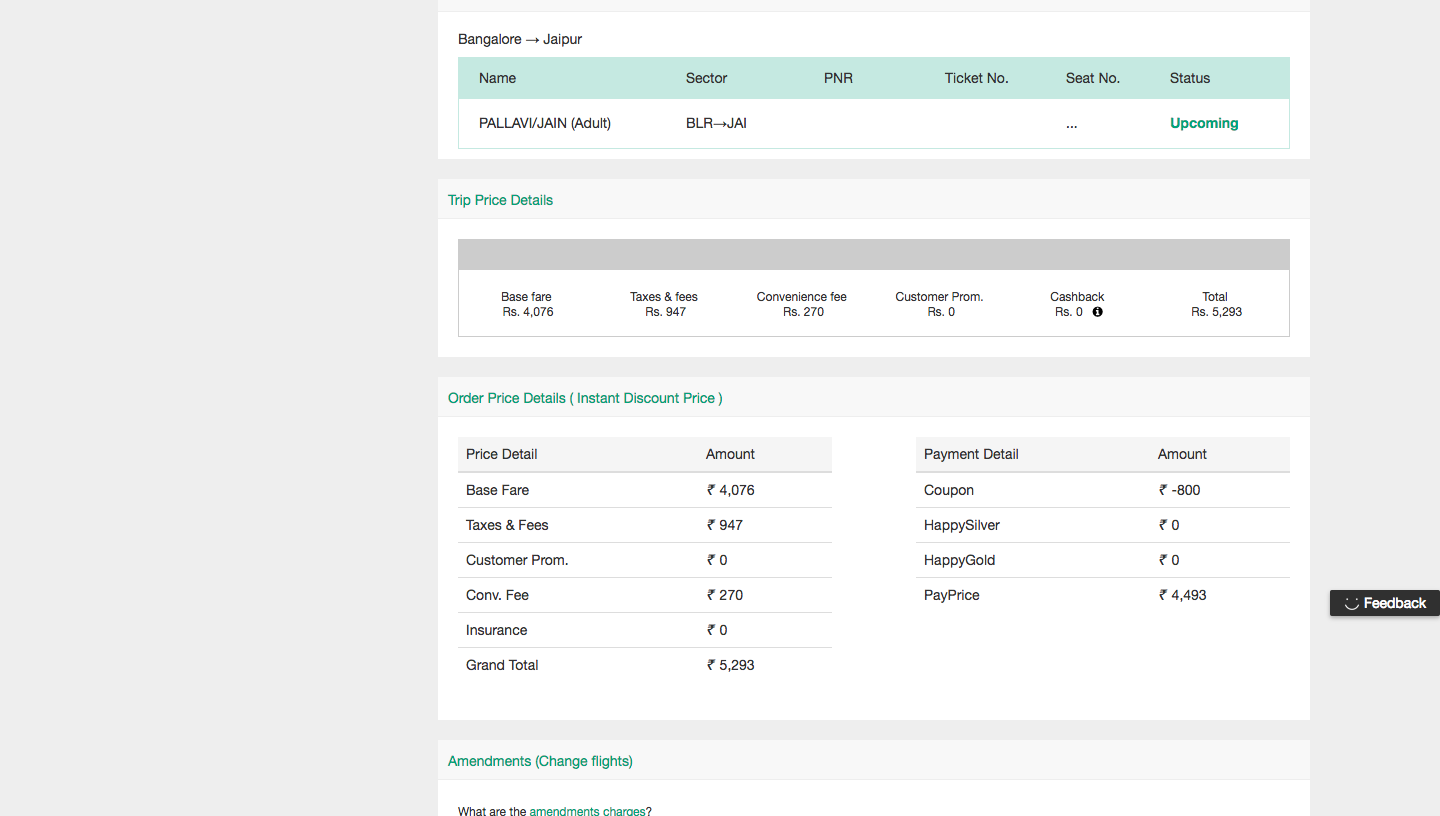 Bangalore → Jaipur
Name Sector PNR Ticket No. Seat No. Status
PALLAVI/JAIN (Adult) BLR→JAI ... Upcoming
Trip Price Details
Base fare Taxes & fees Convenience fee Customer Prom. Cashback Total
Rs. 4,076 Rs. 947 Rs. 270 Rs. 0 Rs. 0 Rs. 5,293
Order Price Details ( Instant Discount Price )
Price Detail Amount
Base Fare ₹ 4,076
Taxes & Fees ₹ 947
Customer Prom. ₹ 0
Conv. Fee ₹ 270
Insurance ₹ 0
Grand Total ₹ 5,293
Payment Detail Amount
Coupon ₹ -800
HappySilver ₹ 0
HappyGold ₹ 0
PayPrice ₹ 4,493
Feedback
Amendments (Change flights)
What are the amendments charges?